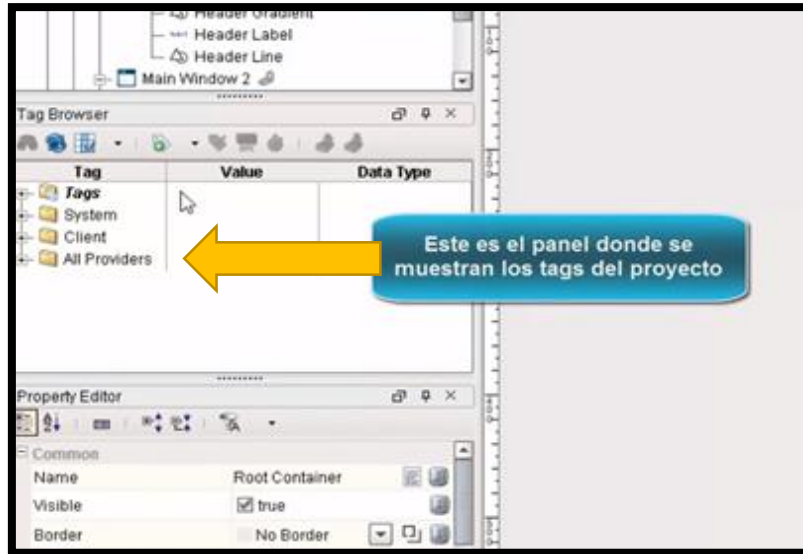 Header Gradient
Header Label
Header Line
Main Window 2
Tag Browser
Tag Value Data Type
Tags
System
Client
All Providers
Este es el panel donde se
muestran los tags del proyecto
Property Editor
Common
Name Root Container
Visible true
Border No Border